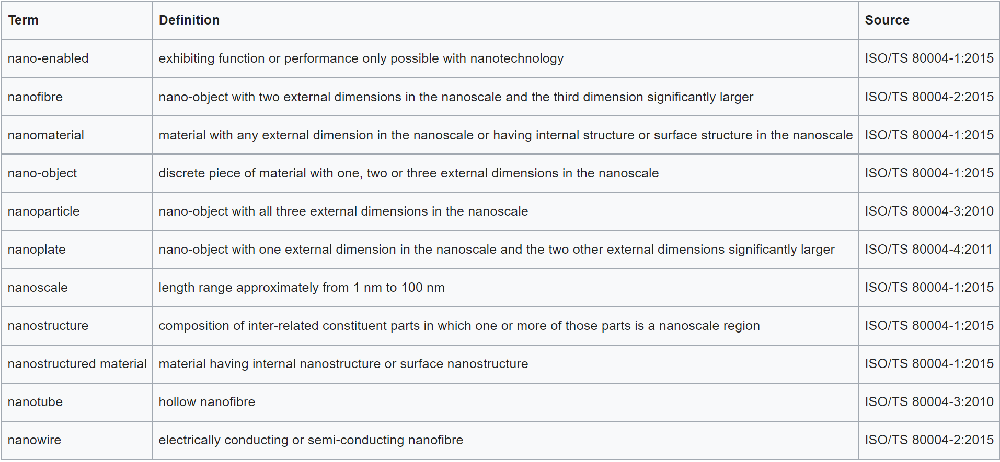 Term Definition Source
nano-enabled exhibiting function or performance only possible with nanotechnology ISO/TS 80004-1:2015
nanofibre nano-object with two external dimensions in the nanoscale and the third dimension significantly larger ISO/TS 80004-2:2015
nanomaterial material with any external dimension in the nanoscale or having internal structure or surface structure in the nanoscale ISO/TS 80004-1:2015
nano-object discrete piece of material with one, two or three external dimensions in the nanoscale ISO/TS 80004-1:2015
nanoparticle nano-object with all three external dimensions in the nanoscale ISO/TS 80004-3:2010
nanoplate nano-object with one external dimension in the nanoscale and the two other external dimensions significantly larger ISO/TS 80004-4:2011
nanoscale length range approximately from 1 nm to 100 nm ISO/TS 80004-1:2015
nanostructure composition of inter-related constituent parts in which one or more of those parts is a nanoscale region ISO/TS 80004-1:2015
nanostructured material material having internal nanostructure or surface nanostructure ISO/TS 80004-1:2015
nanotube hollow nanofibre ISO/TS 80004-3:2010
nanowire electrically conducting or semi-conducting nanofibre ISO/TS 80004-2:2015